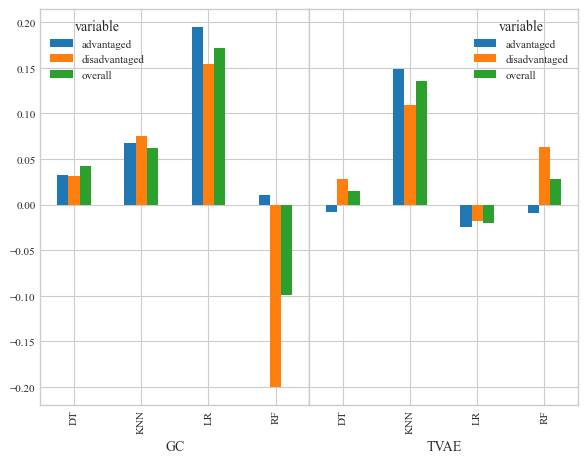 variable
advantaged
disadvantaged
overall
variable
advantaged
disadvantaged
overall
0.20
0.15
0.10
0.05
0.00
−0.05
−0.10
−0.15
−0.20
DT
KNN
LR
RF
DT
KNN
LR
RF
GC
TVAE